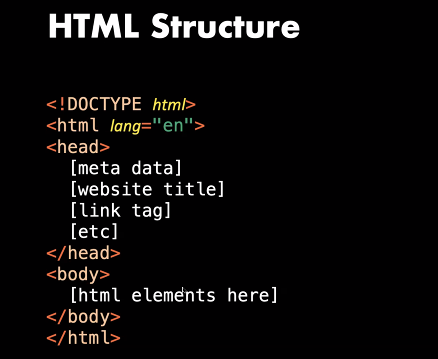 HTML Structure
<!DOCTYPE html>
<html lang="en">
<head>
[meta data]
[website title]
[link tag]
[etc]
</head>
<body>
[html elements here]
</body>
</html>